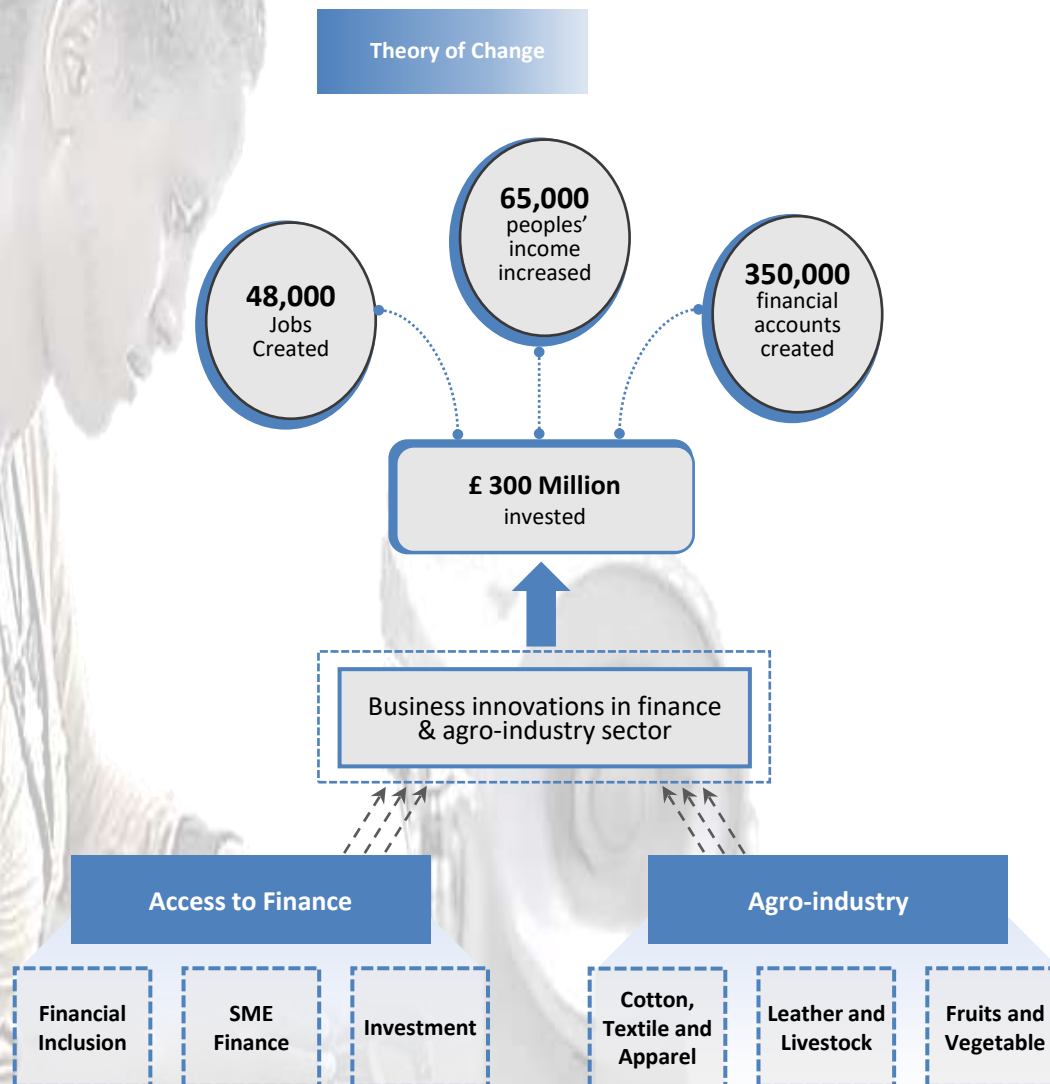 Theory of Change
65,000
peoples’
income
increased
48,000
Jobs
Created
350,000
financial
accounts
created
£ 300 Million
invested
Business innovations in finance
& agro-industry sector
Access to Finance
Agro-industry
Financial
Inclusion
SME
Finance
Investment
Cotton,
Textile and
Apparel
Leather and
Livestock
Fruits and
Vegetable